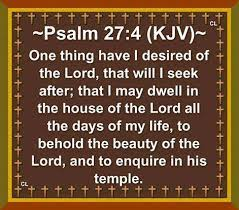 CL
~Psalm 27:4 (KJV)~
One thing have I desired of
the Lord, that will I seek
after; that I may dwell in
the house of the Lord all
the days of my life, to
behold the beauty of the
Lord, and to enquire in his
temple.
CL